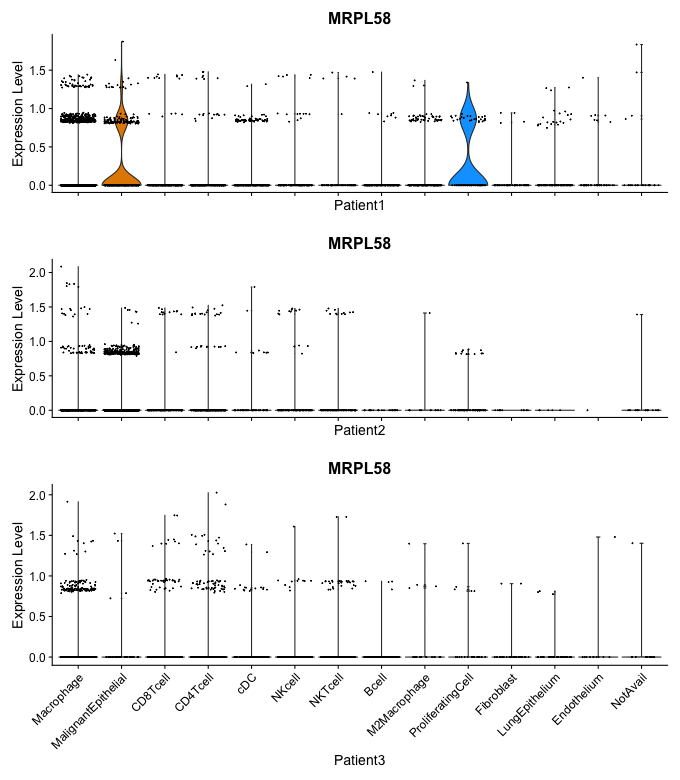 MRPL58
Expression Level
1.5
1.0
0.5
0.0
Patient1
MRPL58
Expression Level
2.0
1.5
1.0
0.5
0.0
Patient2
MRPL58
Expression Level
2.0
1.5
1.0
0.5
0.0
Macrophage
MalignantEpithelial
CD8Tcell
CD4Tcell
cDC
NKcell
NKTcell
Bcell
M2Macrophage
ProliferatingCell
Fibroblast
LungEpithelium
Endothelium
NotAvail
Patient3